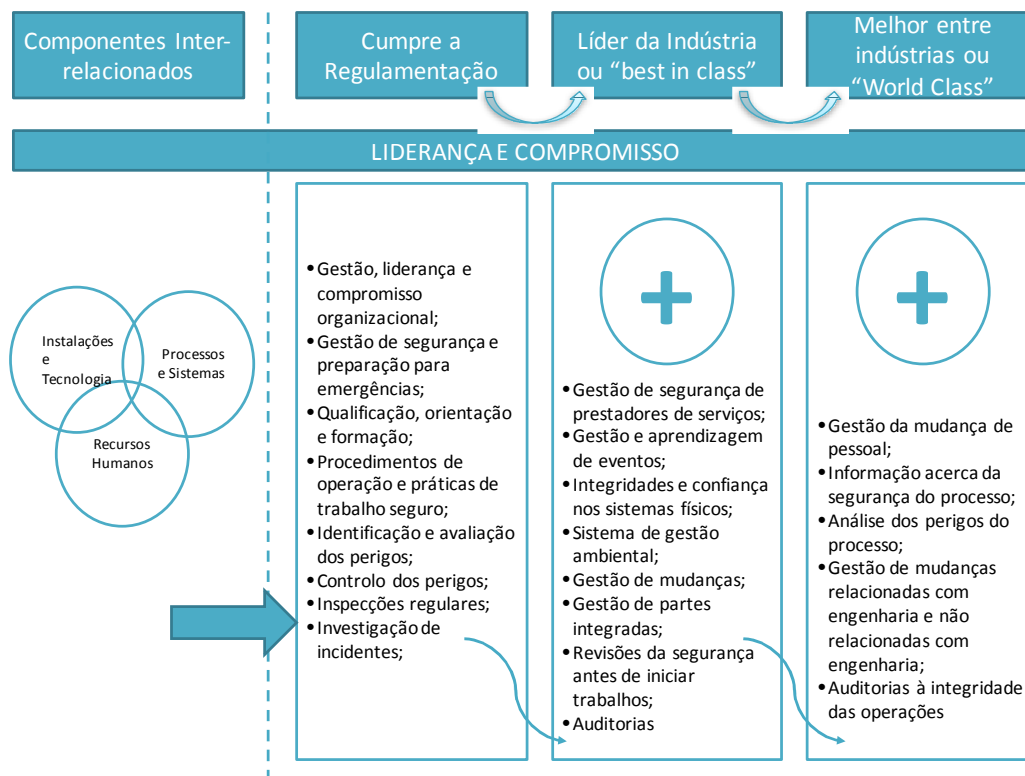 Componentes Inter-
relacionados
Cumpre a
Regulamentação
Líder da Indústria
ou “best in class”
Melhor entre
indústrias ou
“World Class”
LIDERANÇA E COMPROMISSO
Instalações
e
Tecnologia
Processos
e Sistemas
Recursos
Humanos
•Gestão, liderança e
compromisso
organizacional;
•Gestão de segurança e
preparação para
emergências;
•Qualificação, orientação
e formação;
•Procedimentos de
operação e práticas de
trabalho seguro;
•Identificação e avaliação
dos perigos;
•Controlo dos perigos;
•Inspecções regulares;
•Investigação de
incidentes;
+
•Gestão de segurança de
prestadores de serviços;
•Gestão e aprendizagem
de eventos;
•Integridades e confiança
nos sistemas físicos;
•Sistema de gestão
ambiental;
•Gestão de mudanças;
•Gestão de partes
integradas;
•Revisões da segurança
antes de iniciar
trabalhos;
•Auditorias
+
•Gestão da mudança de
pessoal;
•Informação acerca da
segurança do processo;
•Análise dos perigos do
processo;
•Gestão de mudanças
relacionadas com
engenharia e não
relacionadas com
engenharia;
•Auditorias à integridade
das operações